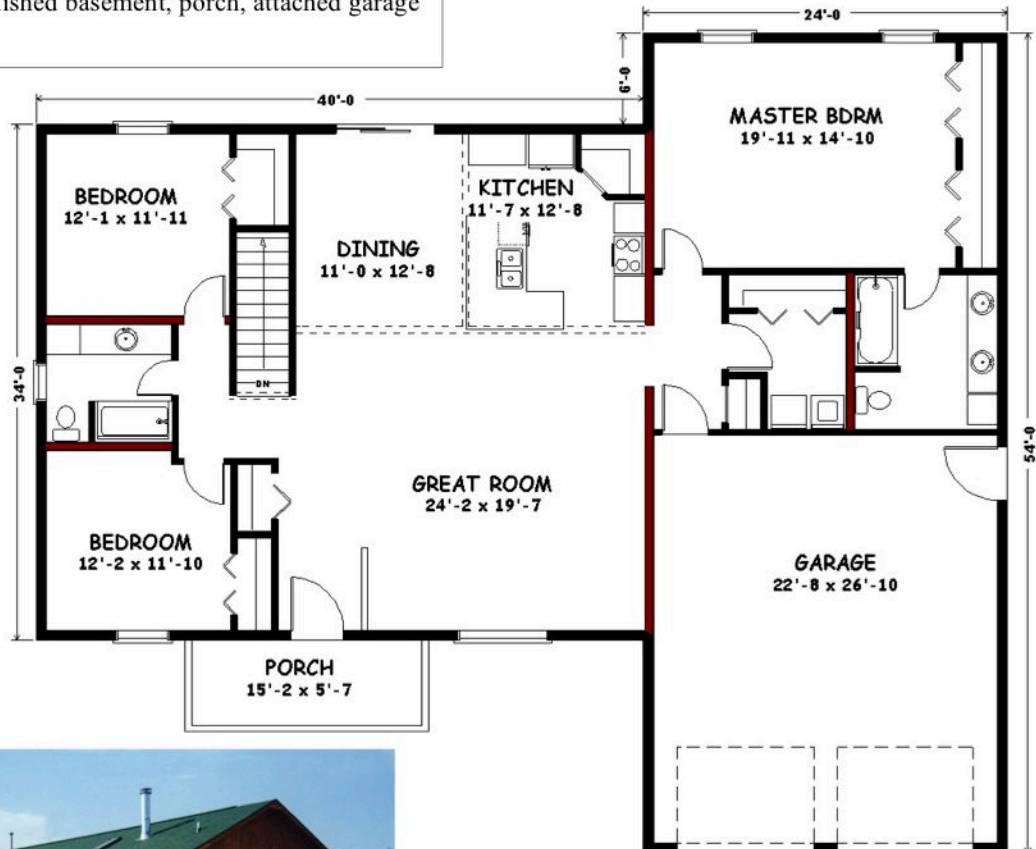 ished basement, porch, attached garage
24'-0
6'-0
40'-0
MASTER BDRM
19'-11 x 14'-10
BEDROOM
12'-1 x 11'-11
KITCHEN
11'-7 x 12'-8
DINING
11'-0 x 12'-8
34'-0
DN
54'-0
GREAT ROOM
24'-2 x 19'-7
BEDROOM
12'-2 x 11'-10
GARAGE
22'-8 x 26'-10
PORCH
15'-2 x 5'-7